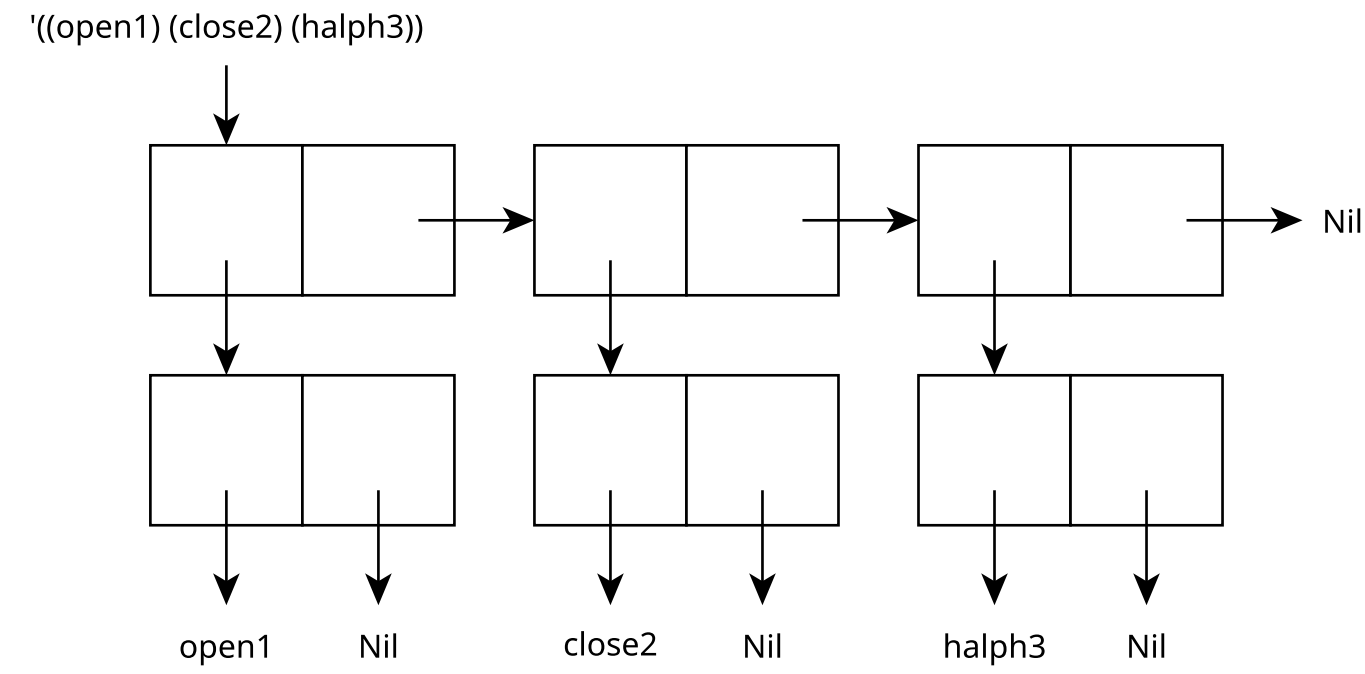 '((open1) (close2) (halph3))
Nil
open1 Nil close2 Nil halph3 Nil